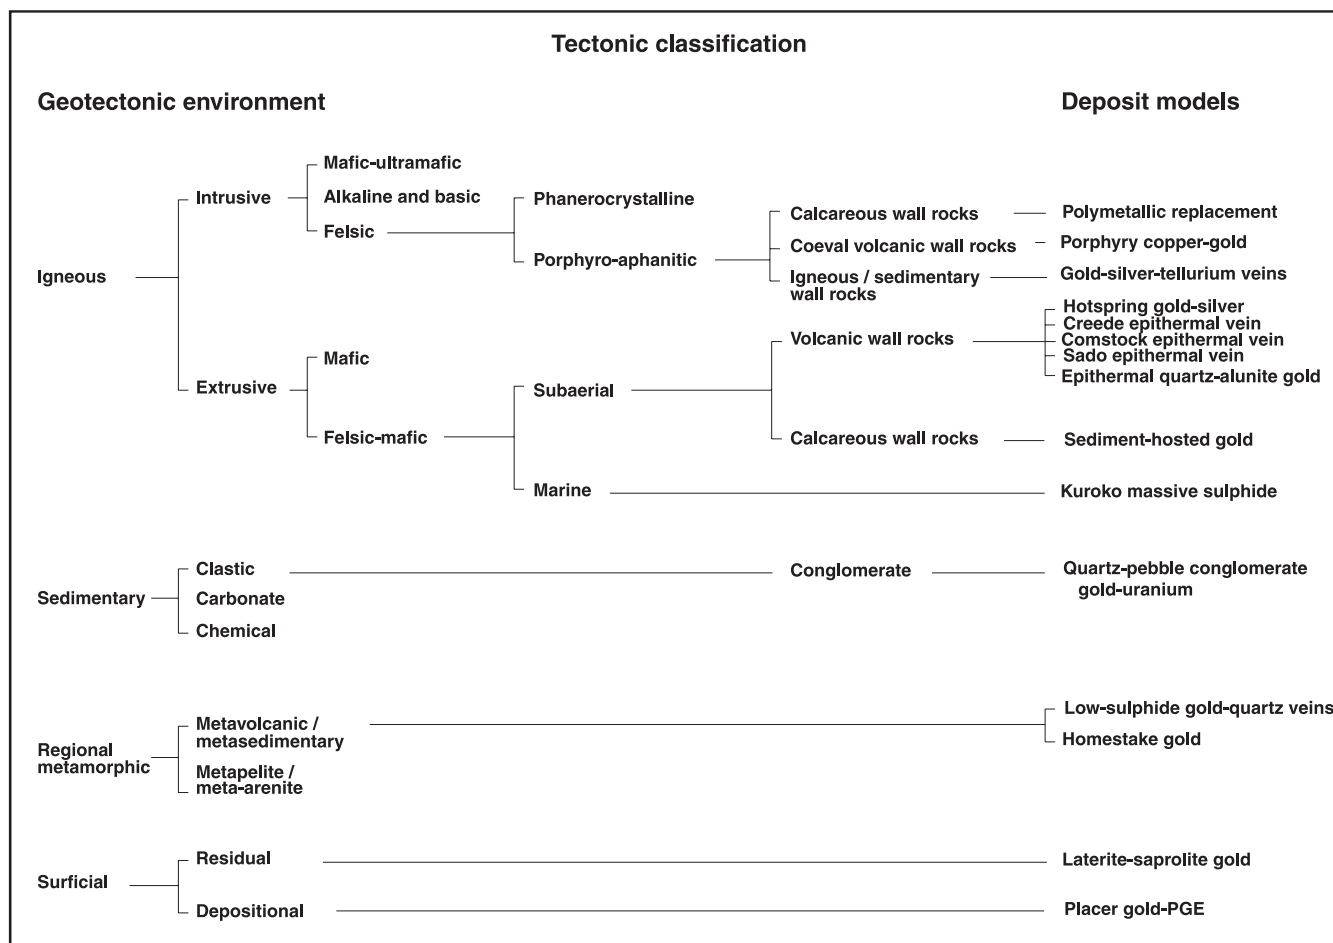 Tectonic classification
Geotectonic environment
Deposit models
Igneous
Intrusive
Mafic-ultramafic
Alkaline and basic
Felsic
Phanerocrystalline
Porphyro-aphanitic
Calcareous wall rocks
Polymetallic replacement
Coeval volcanic wall rocks
Porphyry copper-gold
Igneous / sedimentary
wall rocks
Gold-silver-tellurium veins
Extrusive
Mafic
Felsic-mafic
Subaerial
Volcanic wall rocks
Hotspring gold-silver
Creede epithermal vein
Comstock epithermal vein
Sado epithermal vein
Epithermal quartz-alunite gold
Calcareous wall rocks
Sediment-hosted gold
Marine
Kuroko massive sulphide
Sedimentary
Clastic
Conglomerate
Quartz-pebble conglomerate
gold-uranium
Carbonate
Chemical
Regional
metamorphic
Metavolcanic /
metasedimentary
Low-sulphide gold-quartz veins
Homestake gold
Metapelite /
meta-arenite
Surficial
Residual
Laterite-saprolite gold
Depositional
Placer gold-PGE